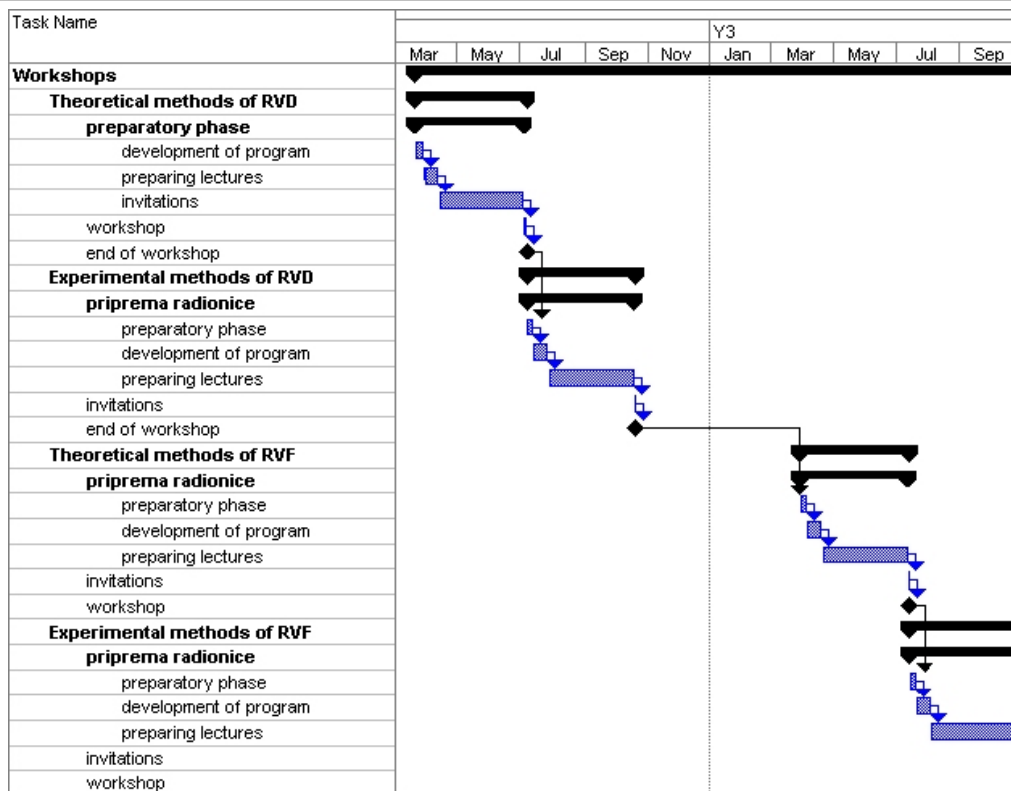 Task Name
Y3
Mar May Jul Sep Nov Jan Mar May Jul Sep
Workshops
Theoretical methods of RVD
preparatory phase
development of program
preparing lectures
invitations
workshop
end of workshop
Experimental methods of RVD
priprema radionice
preparatory phase
development of program
preparing lectures
invitations
end of workshop
Theoretical methods of RVF
priprema radionice
preparatory phase
development of program
preparing lectures
invitations
workshop
Experimental methods of RVF
priprema radionice
preparatory phase
development of program
preparing lectures
invitations
workshop